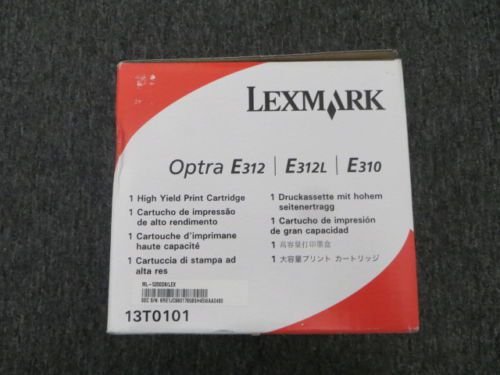 LEXMARK
Optra E312 | E312L | E310
1 High Yield Print Cartridge
1 Cartucho de impressão
de alto rendimento
1 Cartouche d'imprimane
haute capacité
1 Cartuccia di stampa ad
alta res
1 Druckassette mit hohem
seitenertragg
1 Cartucho de impresión
de gran capacidad
1 高容量打印墨盒
1 大容量プリント カートリッジ
13T0101